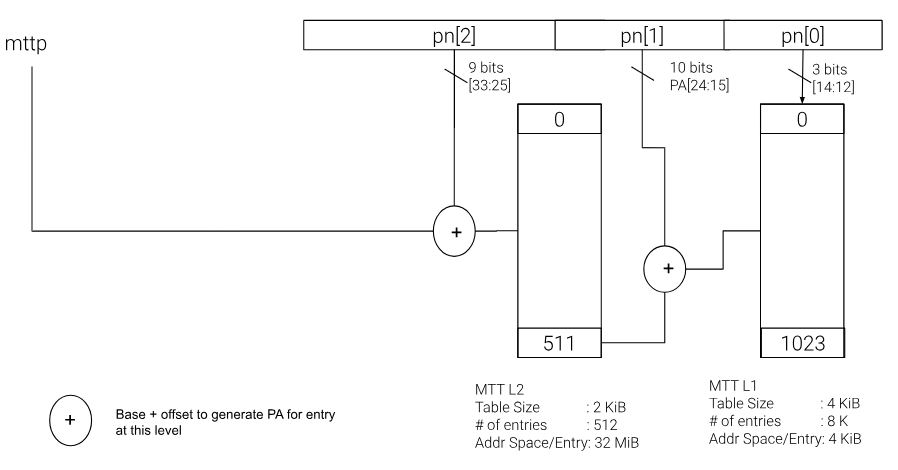 mttp
pn[2]
pn[1]
pn[0]
9 bits
[33:25]
10 bits
PA[24:15]
3 bits
[14:12]
0
0
+
+
511
1023
MTT L2
Table Size : 2 KiB
# of entries : 512
Addr Space/Entry: 32 MiB
MTT L1
Table Size : 4 KiB
# of entries : 8 K
Addr Space/Entry: 4 KiB
+
Base + offset to generate PA for entry
at this level